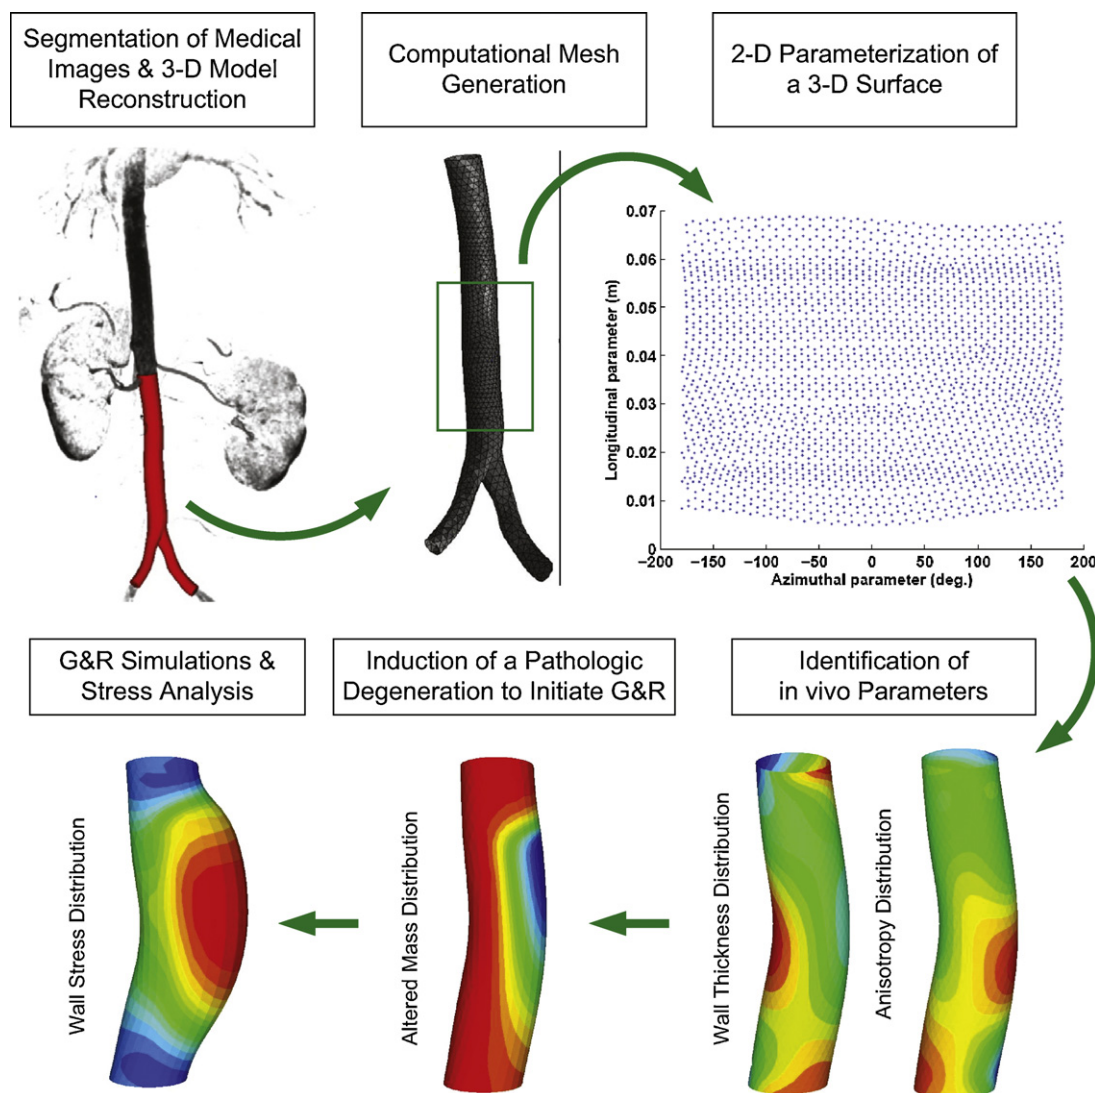 Segmentation of Medical
Images & 3-D Model
Reconstruction
Computational Mesh
Generation
2-D Parameterization of
a 3-D Surface
0.07
0.06
0.05
0.04
0.03
0.02
0.01
0
Longitudinal parameter (m)
−200 −150 −100 −50 0 50 100 150 200
Azimuthal parameter (deg.)
G&R Simulations &
Stress Analysis
Induction of a Pathologic
Degeneration to Initiate G&R
Identification of
in vivo Parameters
Wall Stress Distribution
Altered Mass Distribution
Wall Thickness Distribution
Anisotropy Distribution